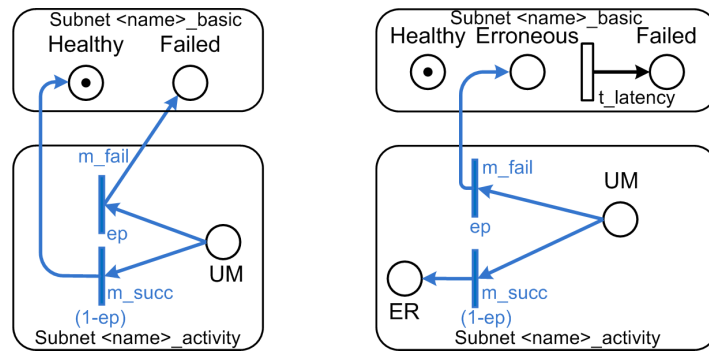 Subnet <name>_basic
Healthy
Failed
m_fail
ep
UM
m_succ
(1-ep)
Subnet <name>_activity
Subnet <name>_basic
Healthy
Erroneous
Failed
t_latency
m_fail
UM
ep
m_succ
ER
(1-ep)
Subnet <name>_activity